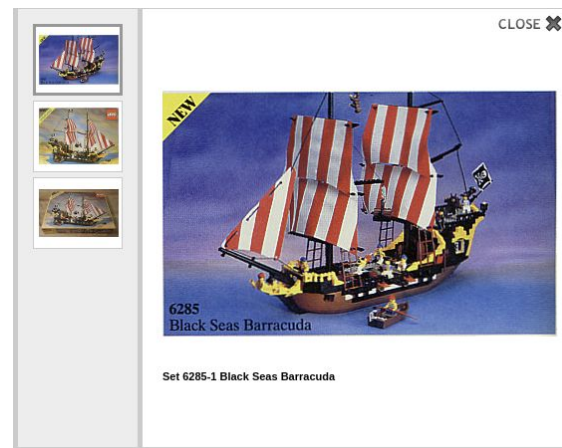 CLOSE
NEW
6285
Black Seas Barracuda
Set 6285-1 Black Seas Barracuda